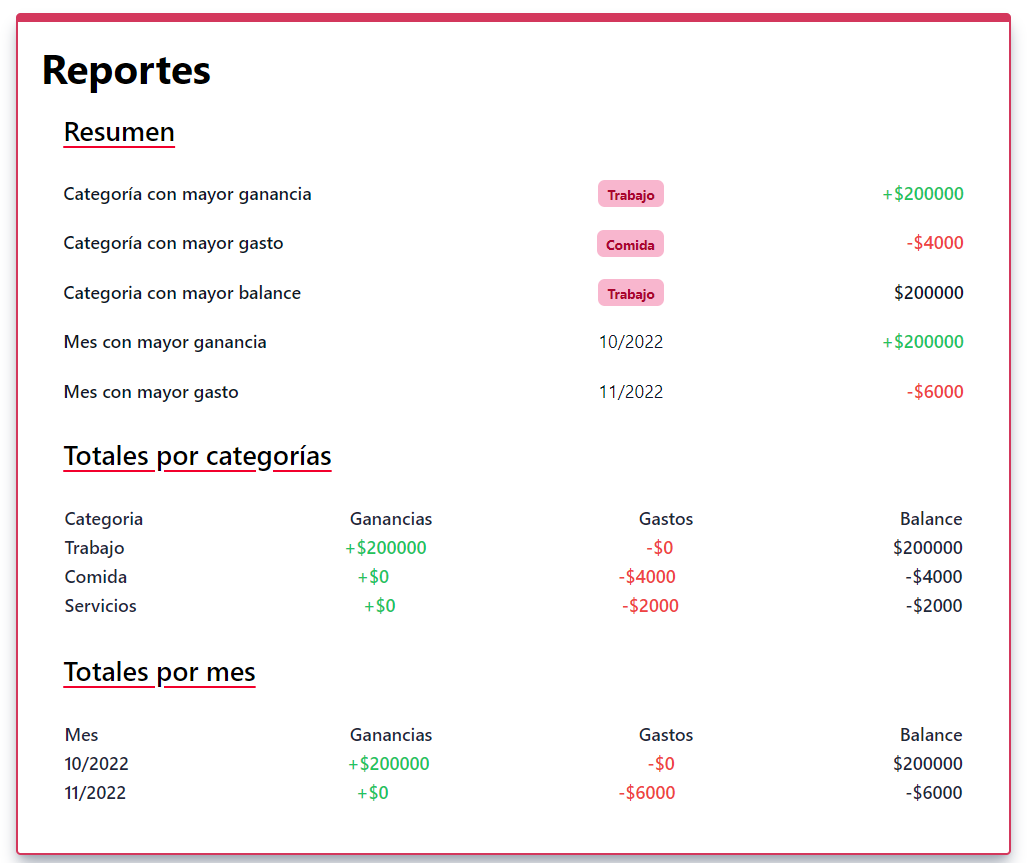 Reportes
Resumen
Categoría con mayor ganancia Trabajo +$200000
Categoría con mayor gasto Comida -$4000
Categoria con mayor balance Trabajo $200000
Mes con mayor ganancia 10/2022 +$200000
Mes con mayor gasto 11/2022 -$6000
Totales por categorías
Categoria Ganancias Gastos Balance
Trabajo +$200000 -$0 $200000
Comida +$0 -$4000 -$4000
Servicios +$0 -$2000 -$2000
Totales por mes
Mes Ganancias Gastos Balance
10/2022 +$200000 -$0 $200000
11/2022 +$0 -$6000 -$6000